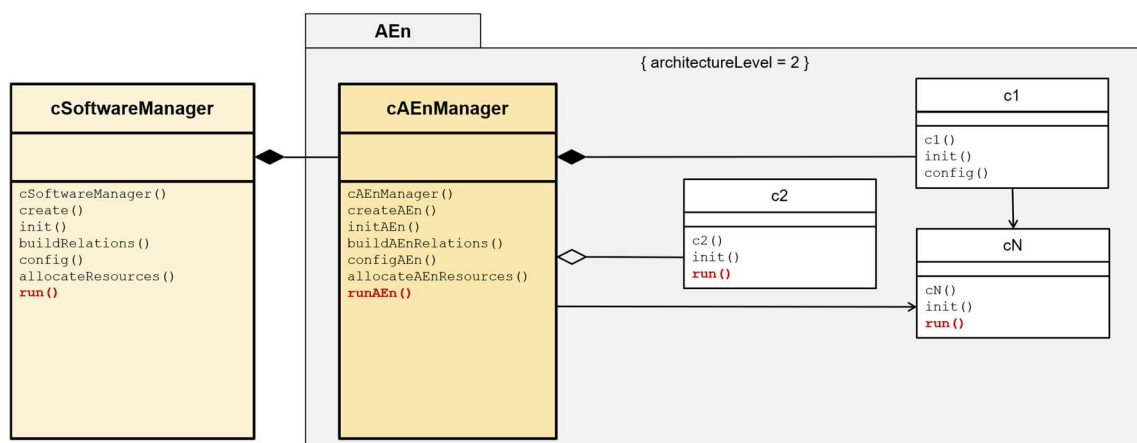 AEn
{ architectureLevel = 2 }
cSoftwareManager
cSoftwareManager()
create()
init()
buildRelations()
config()
allocateResources()
run()
cAEnManager
cAEnManager()
createAEn()
initAEn()
buildAEnRelations()
configAEn()
allocateAEnResources()
runAEn()
c2
c2()
init()
run()
c1
c1()
init()
config()
cN
cN()
init()
run()